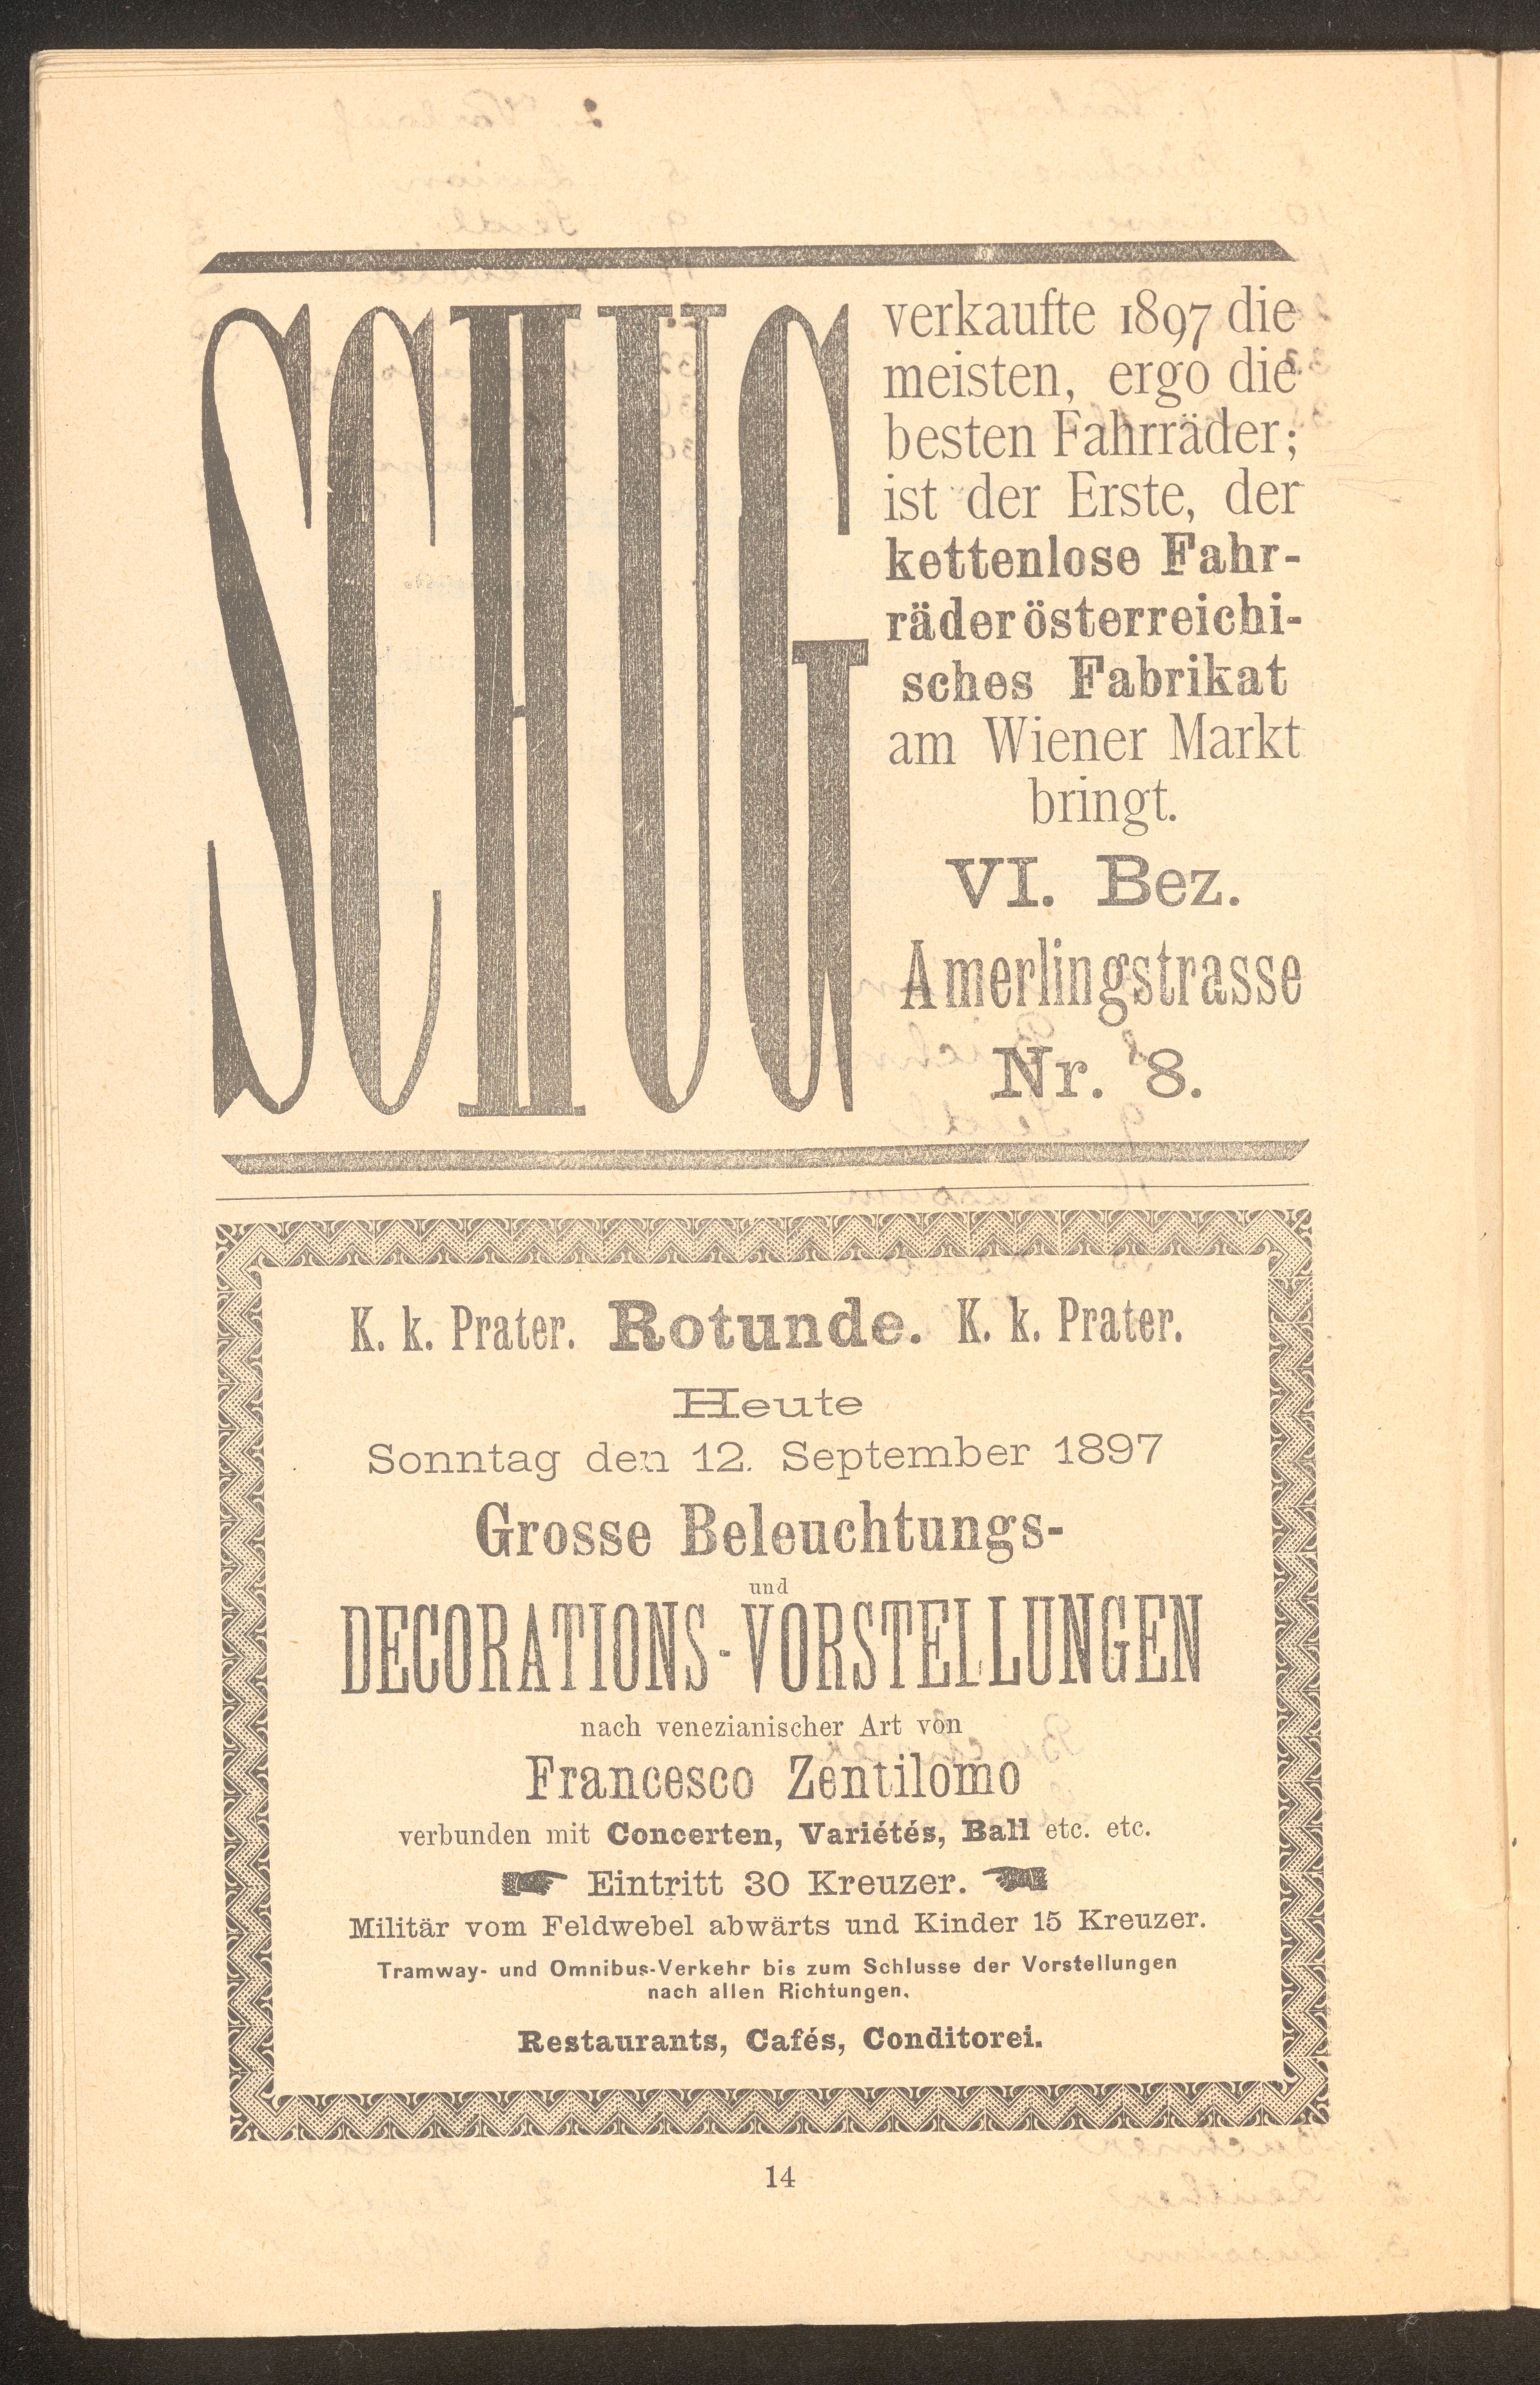 SCHUG
verkaufte 1897 die
meisten, ergo die
besten Fahrräder;
ist der Erste, der
kettenlose Fahr-
räder österreichi-
sches Fabrikat
am Wiener Markt
bringt.
VI. Bez.
Amerlingstrasse
Nr. 8.
K. k. Prater. Rotunde. K. k. Prater.
Heute
Sonntag den 12. September 1897
Grosse Beleuchtungs-
und
DECORATIONS-VORSTELLUNGEN
nach venezianischer Art von
Francesco Zentilomo
verbunden mit Concerten, Variétés, Ball etc. etc.
Eintritt 30 Kreuzer.
Militär vom Feldwebel abwärts und Kinder 15 Kreuzer.
Tramway- und Omnibus-Verkehr bis zum Schlusse der Vorstellungen
nach allen Richtungen.
Restaurants, Cafés, Conditorei.
14